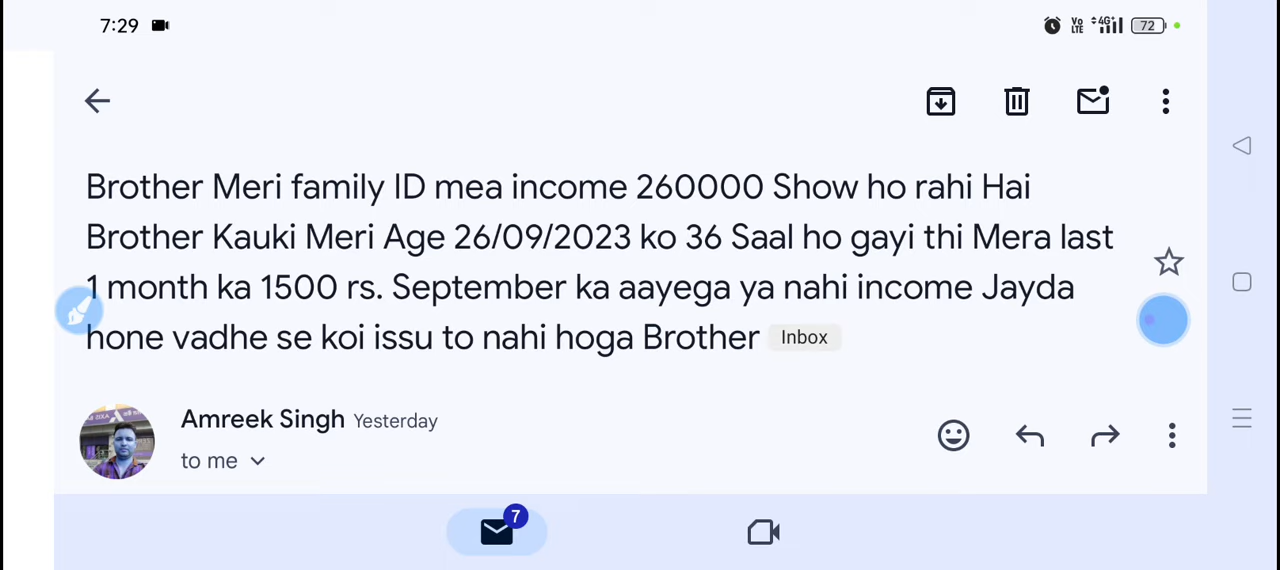 7:29
Vo LTE 4G+ 72
Brother Meri family ID mea income 260000 Show ho rahi Hai
Brother Kauki Meri Age 26/09/2023 ko 36 Saal ho gayi thi Mera last
1 month ka 1500 rs. September ka aayega ya nahi income Jayda
hone vadhe se koi issu to nahi hoga Brother Inbox
Amreek Singh Yesterday
to me
7